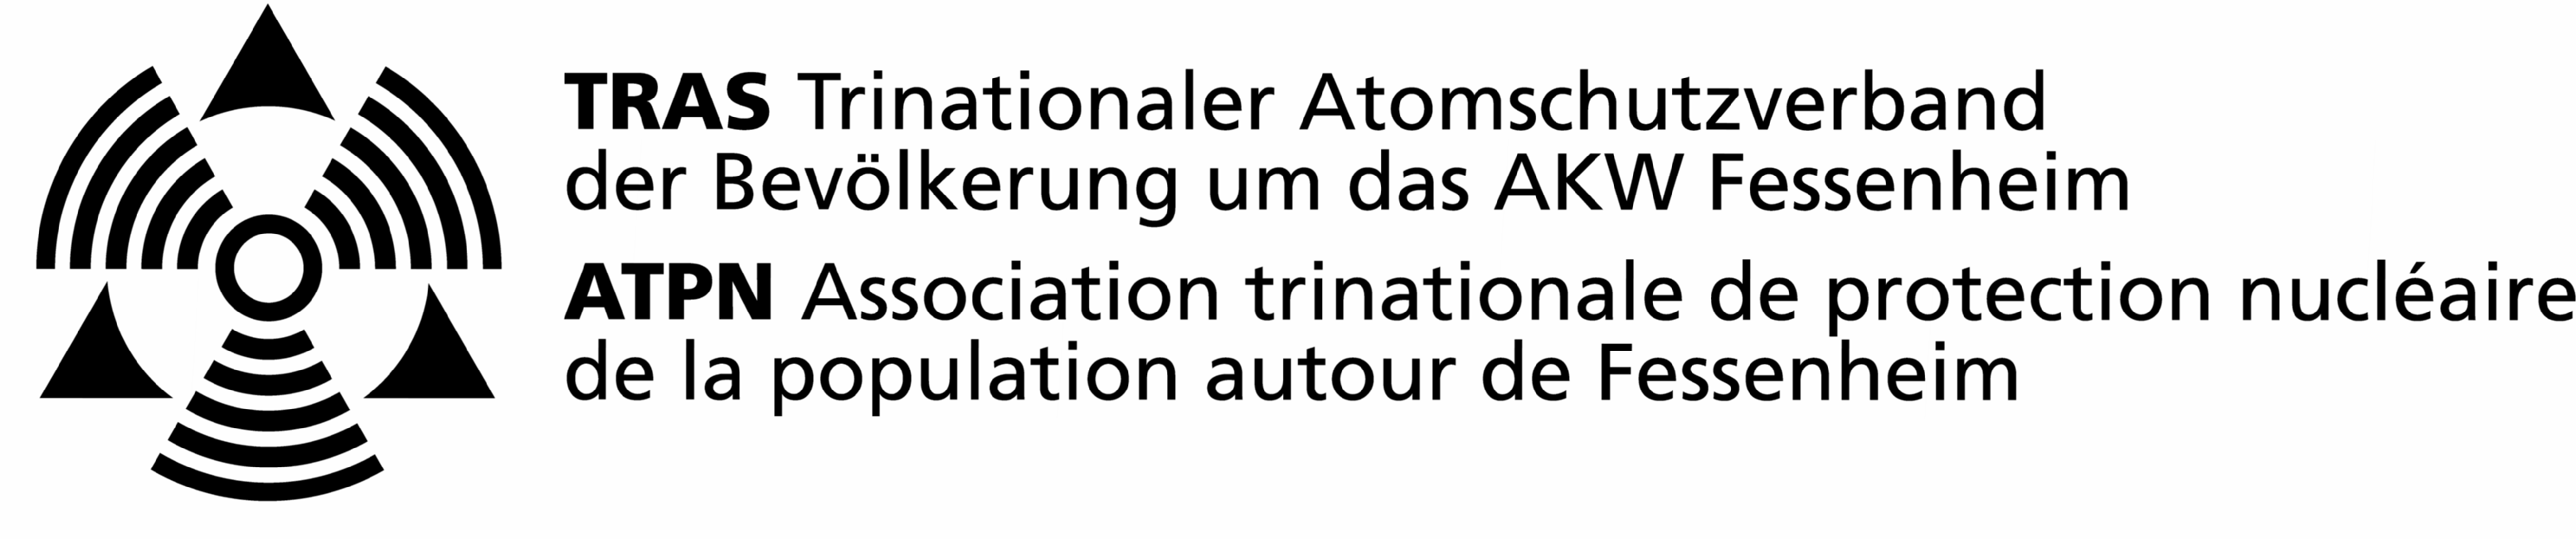 TRAS Trinationaler Atomschutzverband
der Bevölkerung um das AKW Fessenheim
ATPN Association trinationale de protection nucléaire
de la population autour de Fessenheim